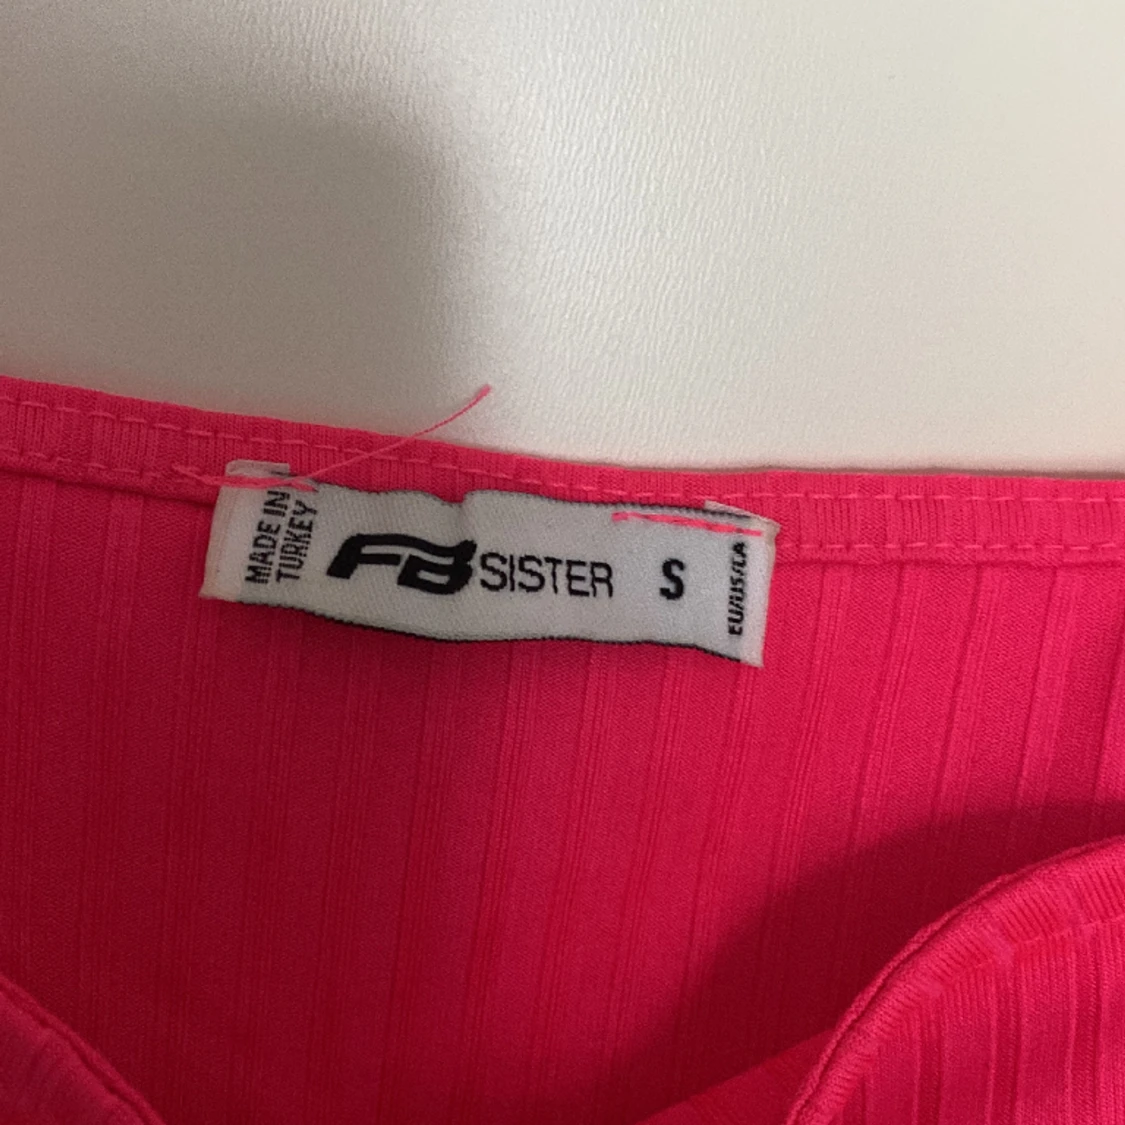 MADE IN
TURKEY
FB SISTER S
EU/US/CA